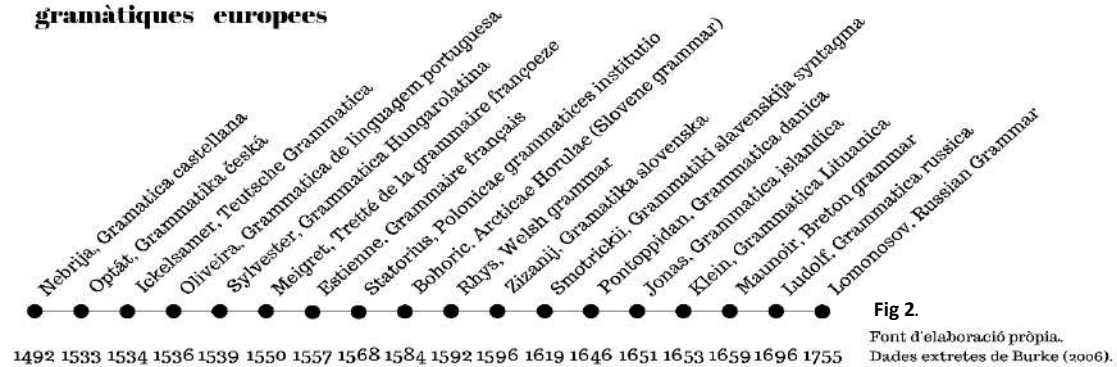 gramàtiques europees
Nebrija, Gramatica castellana
Optát, Grammatika česká
Ickelsamer, Teutsche Grammatica
Oliveira, Grammatica de linguagem portuguesa
Sylvester, Grammatica Hungarolatina
Meigret, Tretté de la grammaire françoeze
Estienne. Grammaire français
Statorius, Polonicae grammatices institutio
Bohoric, Arcticae Horulae (Slovene grammar)
Rhys, Welsh grammar
Zizanij, Gramatika slovenska
Smotrickii, Grammatiki slavenskija syntagma
Pontoppidan, Grammatica danica
Jonas, Grammatica islandica
Klein, Grammatica Lituanica
Maunoir, Breton grammar
Ludolf, Grammatica russica
Lomonosov. Russian Grammar
1492 1533 1534 1536 1539 1550 1557 1568 1584 1592 1596 1619 1646 1651 1653 1659 1696 1755
Fig 2.
Font d'elaboració pròpia.
Dades extretes de Burke (2006).